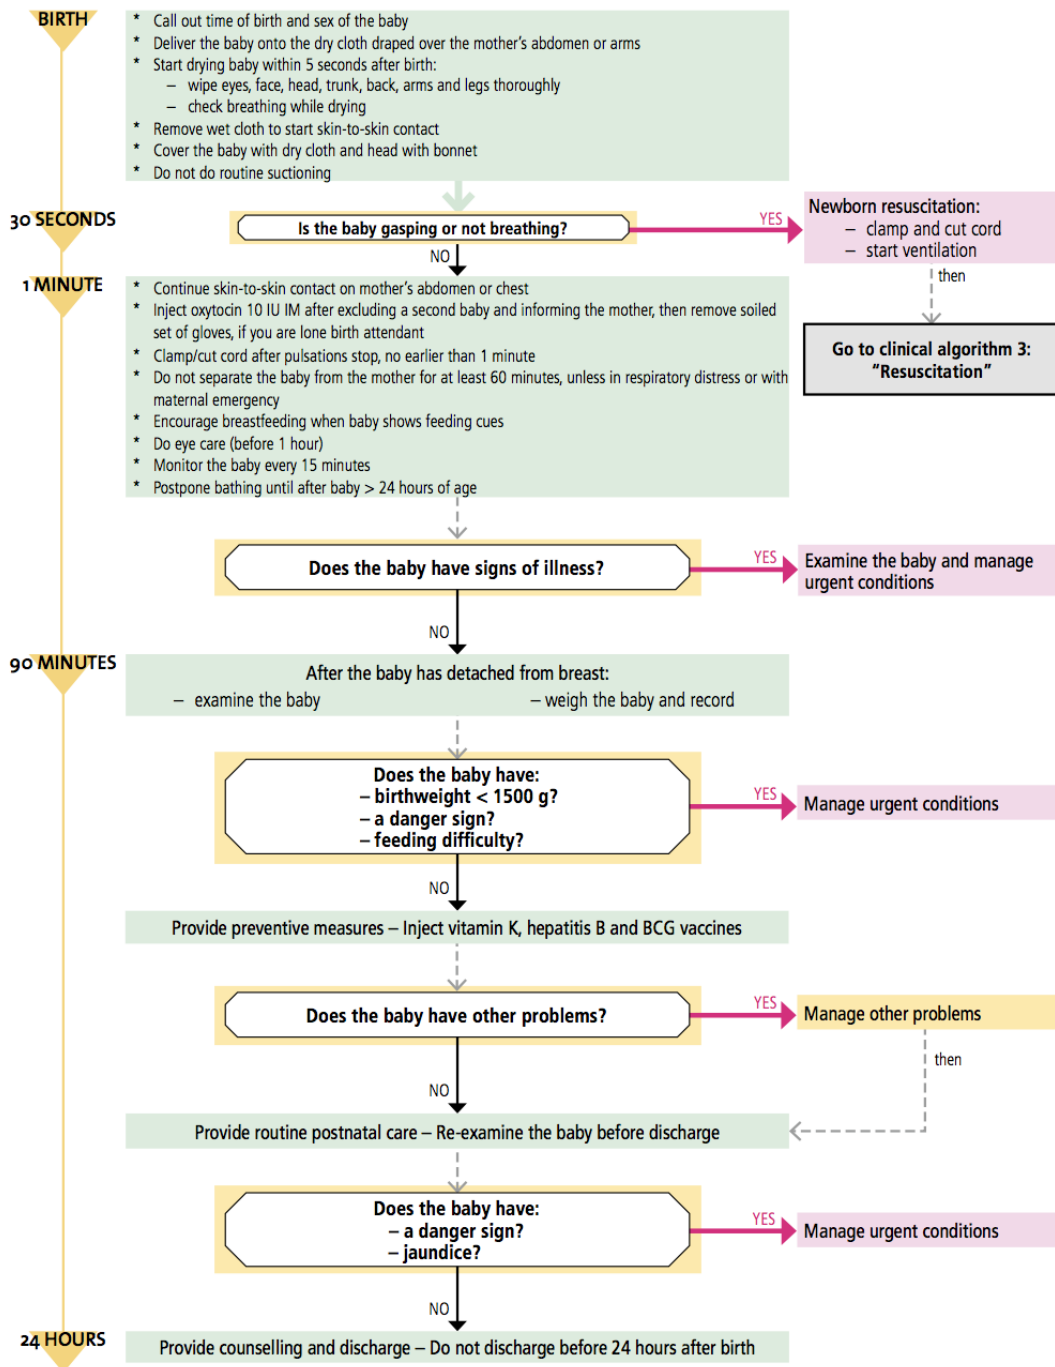 BIRTH
* Call out time of birth and sex of the baby
* Deliver the baby onto the dry cloth draped over the mother's abdomen or arms
* Start drying baby within 5 seconds after birth:
– wipe eyes, face, head, trunk, back, arms and legs thoroughly
– check breathing while drying
* Remove wet cloth to start skin-to-skin contact
* Cover the baby with dry cloth and head with bonnet
* Do not do routine suctioning
30 SECONDS
Is the baby gasping or not breathing?
YES
Newborn resuscitation:
– clamp and cut cord
– start ventilation
then
Go to clinical algorithm 3:
“Resuscitation”
NO
1 MINUTE
* Continue skin-to-skin contact on mother's abdomen or chest
* Inject oxytocin 10 IU IM after excluding a second baby and informing the mother, then remove soiled
set of gloves, if you are lone birth attendant
* Clamp/cut cord after pulsations stop, no earlier than 1 minute
* Do not separate the baby from the mother for at least 60 minutes, unless in respiratory distress or with
maternal emergency
* Encourage breastfeeding when baby shows feeding cues
* Do eye care (before 1 hour)
* Monitor the baby every 15 minutes
* Postpone bathing until after baby > 24 hours of age
Does the baby have signs of illness?
YES
Examine the baby and manage
urgent conditions
NO
90 MINUTES
After the baby has detached from breast:
– examine the baby – weigh the baby and record
Does the baby have:
– birthweight < 1500 g?
– a danger sign?
– feeding difficulty?
YES
Manage urgent conditions
NO
Provide preventive measures – Inject vitamin K, hepatitis B and BCG vaccines
Does the baby have other problems?
YES
Manage other problems
then
NO
Provide routine postnatal care – Re-examine the baby before discharge
Does the baby have:
– a danger sign?
– jaundice?
YES
Manage urgent conditions
NO
24 HOURS
Provide counselling and discharge – Do not discharge before 24 hours after birth